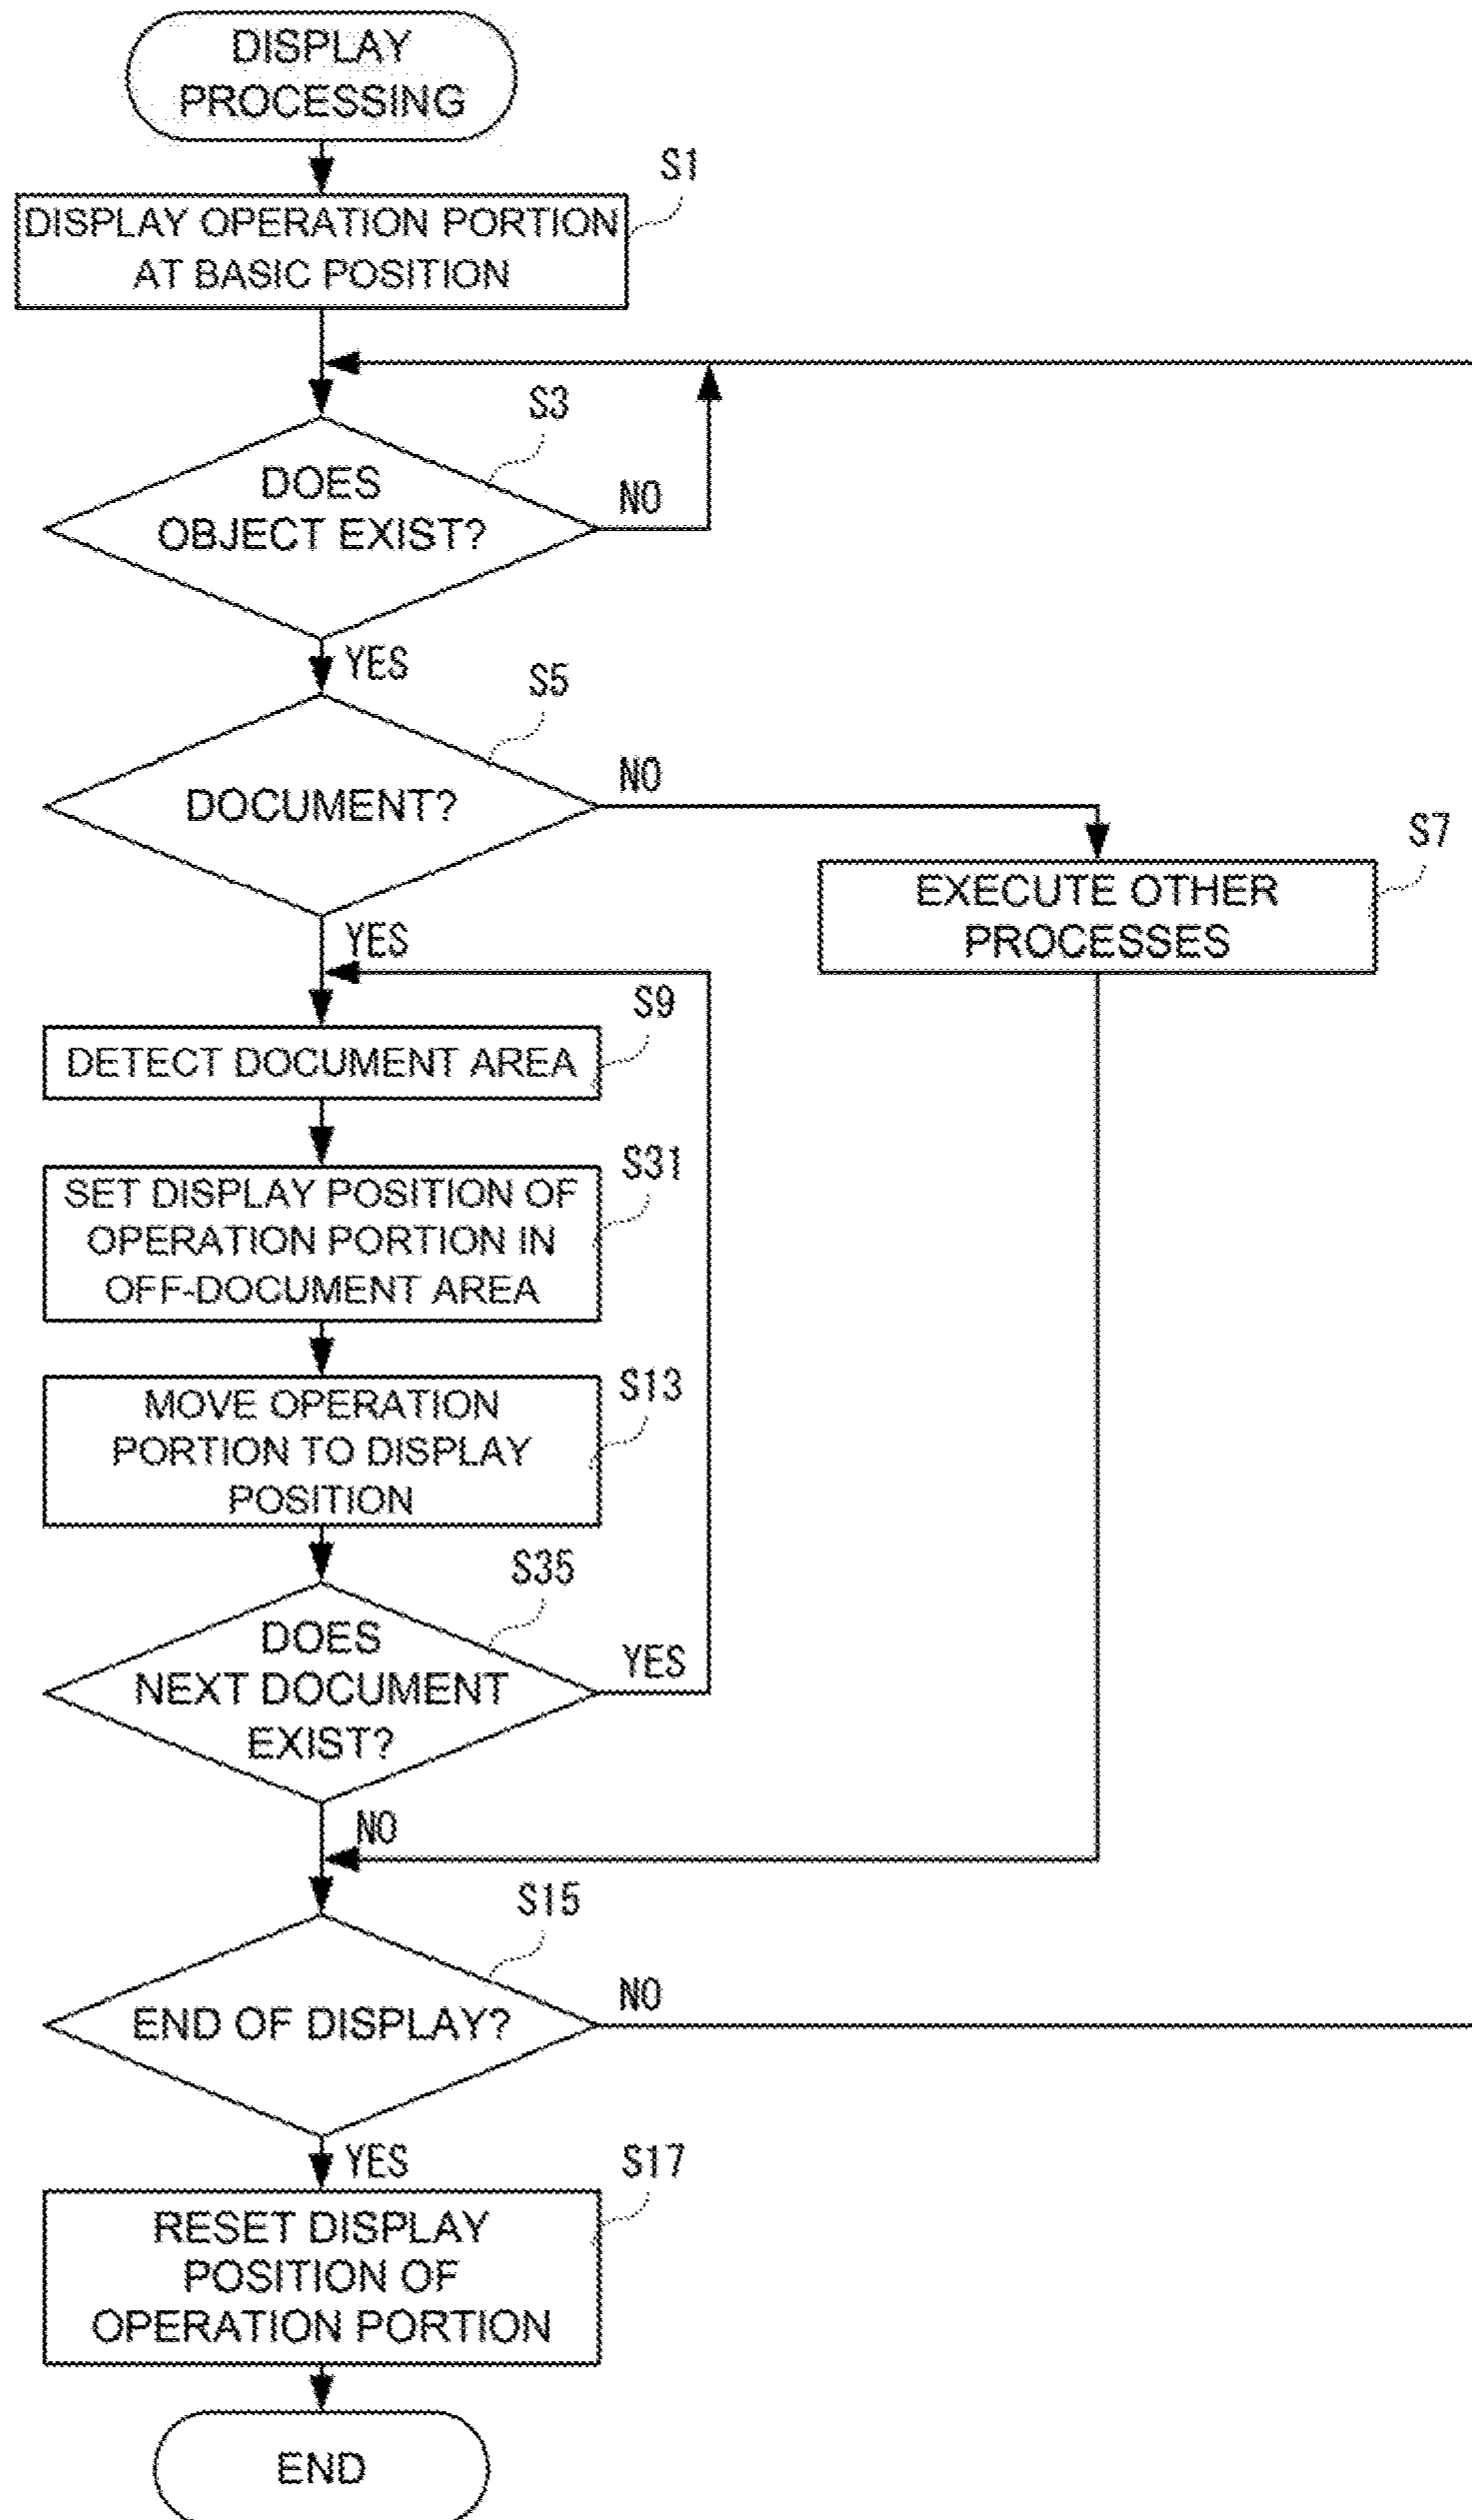 DISPLAY
PROCESSING
S1
DISPLAY OPERATION PORTION
AT BASIC POSITION
S3
DOES
OBJECT EXIST?
NO
YES
S5
DOCUMENT?
NO
S7
EXECUTE OTHER
PROCESSES
YES
S9
DETECT DOCUMENT AREA
S31
SET DISPLAY POSITION OF
OPERATION PORTION IN
OFF-DOCUMENT AREA
S13
MOVE OPERATION
PORTION TO DISPLAY
POSITION
S35
DOES
NEXT DOCUMENT
EXIST?
YES
NO
S15
END OF DISPLAY?
NO
YES
S17
RESET DISPLAY
POSITION OF
OPERATION PORTION
END